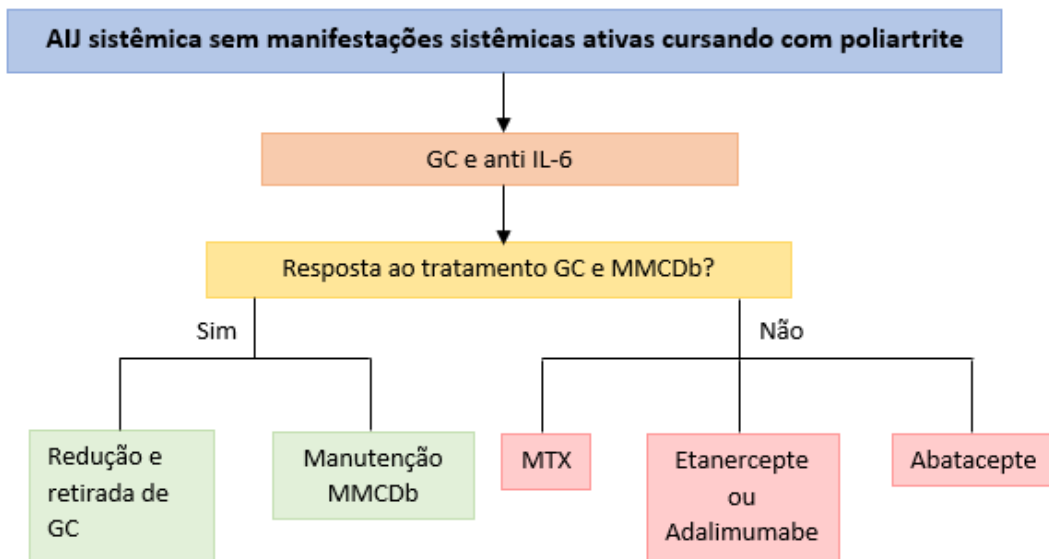 AIJ sistêmica sem manifestações sistêmicas ativas cursando com poliartrite
GC e anti IL-6
Resposta ao tratamento GC e MMCDb?
Sim
Não
Redução e
retirada de
GC
Manutenção
MMCDb
MTX
Etanercepte
ou
Adalimumabe
Abatacepte